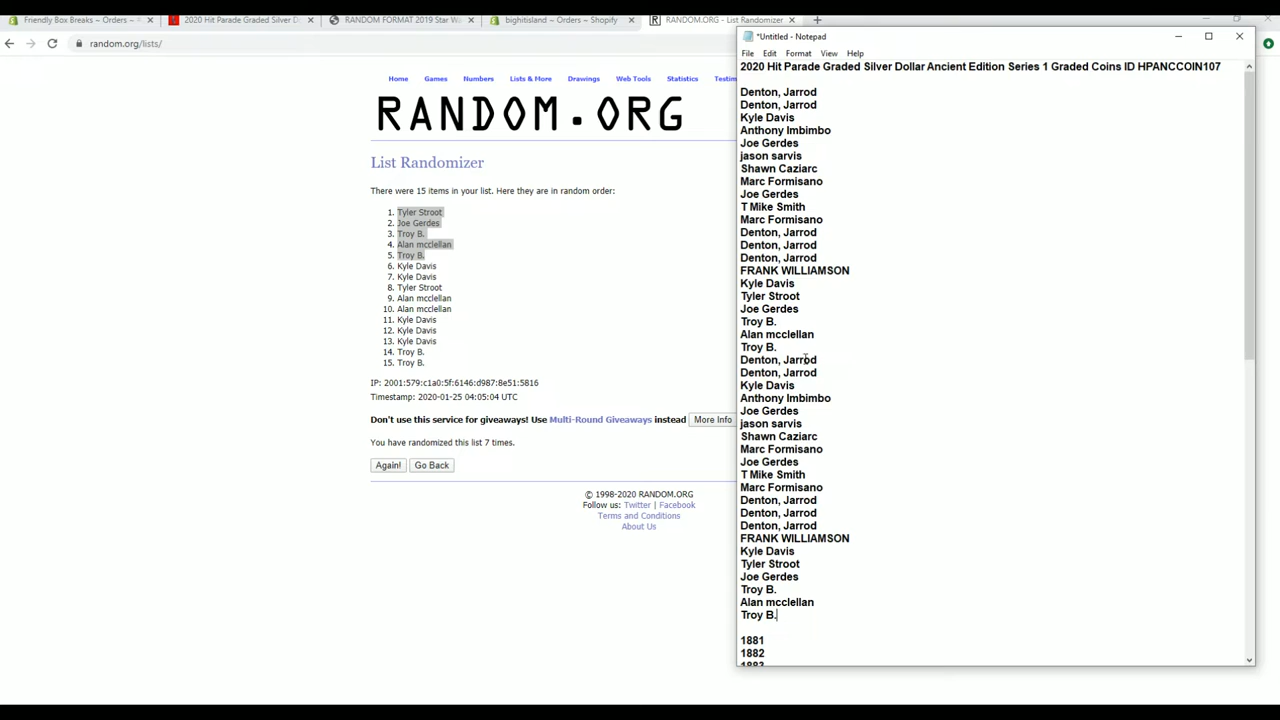 Friendly Box Breaks ~ Orders ~
2020 Hit Parade Graded Silver D
RANDOM FORMAT 2019 Star W
bighitisland ~ Orders ~ Shopify
RANDOM.ORG - List Randomizer
random.org/lists/
Home Games Numbers Lists & More Drawings Web Tools Statistics Testim
RANDOM.ORG
List Randomizer
There were 15 items in your list. Here they are in random order:
1. Tyler Stroot
2. Joe Gerdes
3. Troy B.
4. Alan mcclellan
5. Troy B.
6. Kyle Davis
7. Kyle Davis
8. Tyler Stroot
9. Alan mcclellan
10. Alan mcclellan
11. Kyle Davis
12. Kyle Davis
13. Kyle Davis
14. Troy B.
15. Troy B.
IP: 2001:579:c1a0:5f:6146:d987:8e51:5816
Timestamp: 2020-01-25 04:05:04 UTC
Don't use this service for giveaways! Use Multi-Round Giveaways instead More Info
You have randomized this list 7 times.
Again! Go Back
© 1998-2020 RANDOM.ORG
Follow us: Twitter | Facebook
Terms and Conditions
About Us
*Untitled - Notepad
File Edit Format View Help
2020 Hit Parade Graded Silver Dollar Ancient Edition Series 1 Graded Coins ID HPANCCOIN107
Denton, Jarrod
Denton, Jarrod
Kyle Davis
Anthony Imbimbo
Joe Gerdes
jason sarvis
Shawn Caziarc
Marc Formisano
Joe Gerdes
T Mike Smith
Marc Formisano
Denton, Jarrod
Denton, Jarrod
Denton, Jarrod
FRANK WILLIAMSON
Kyle Davis
Tyler Stroot
Joe Gerdes
Troy B.
Alan mcclellan
Troy B.
Denton, Jarrod
Denton, Jarrod
Kyle Davis
Anthony Imbimbo
Joe Gerdes
jason sarvis
Shawn Caziarc
Marc Formisano
Joe Gerdes
T Mike Smith
Marc Formisano
Denton, Jarrod
Denton, Jarrod
Denton, Jarrod
FRANK WILLIAMSON
Kyle Davis
Tyler Stroot
Joe Gerdes
Troy B.
Alan mcclellan
Troy B.
1881
1882
1883